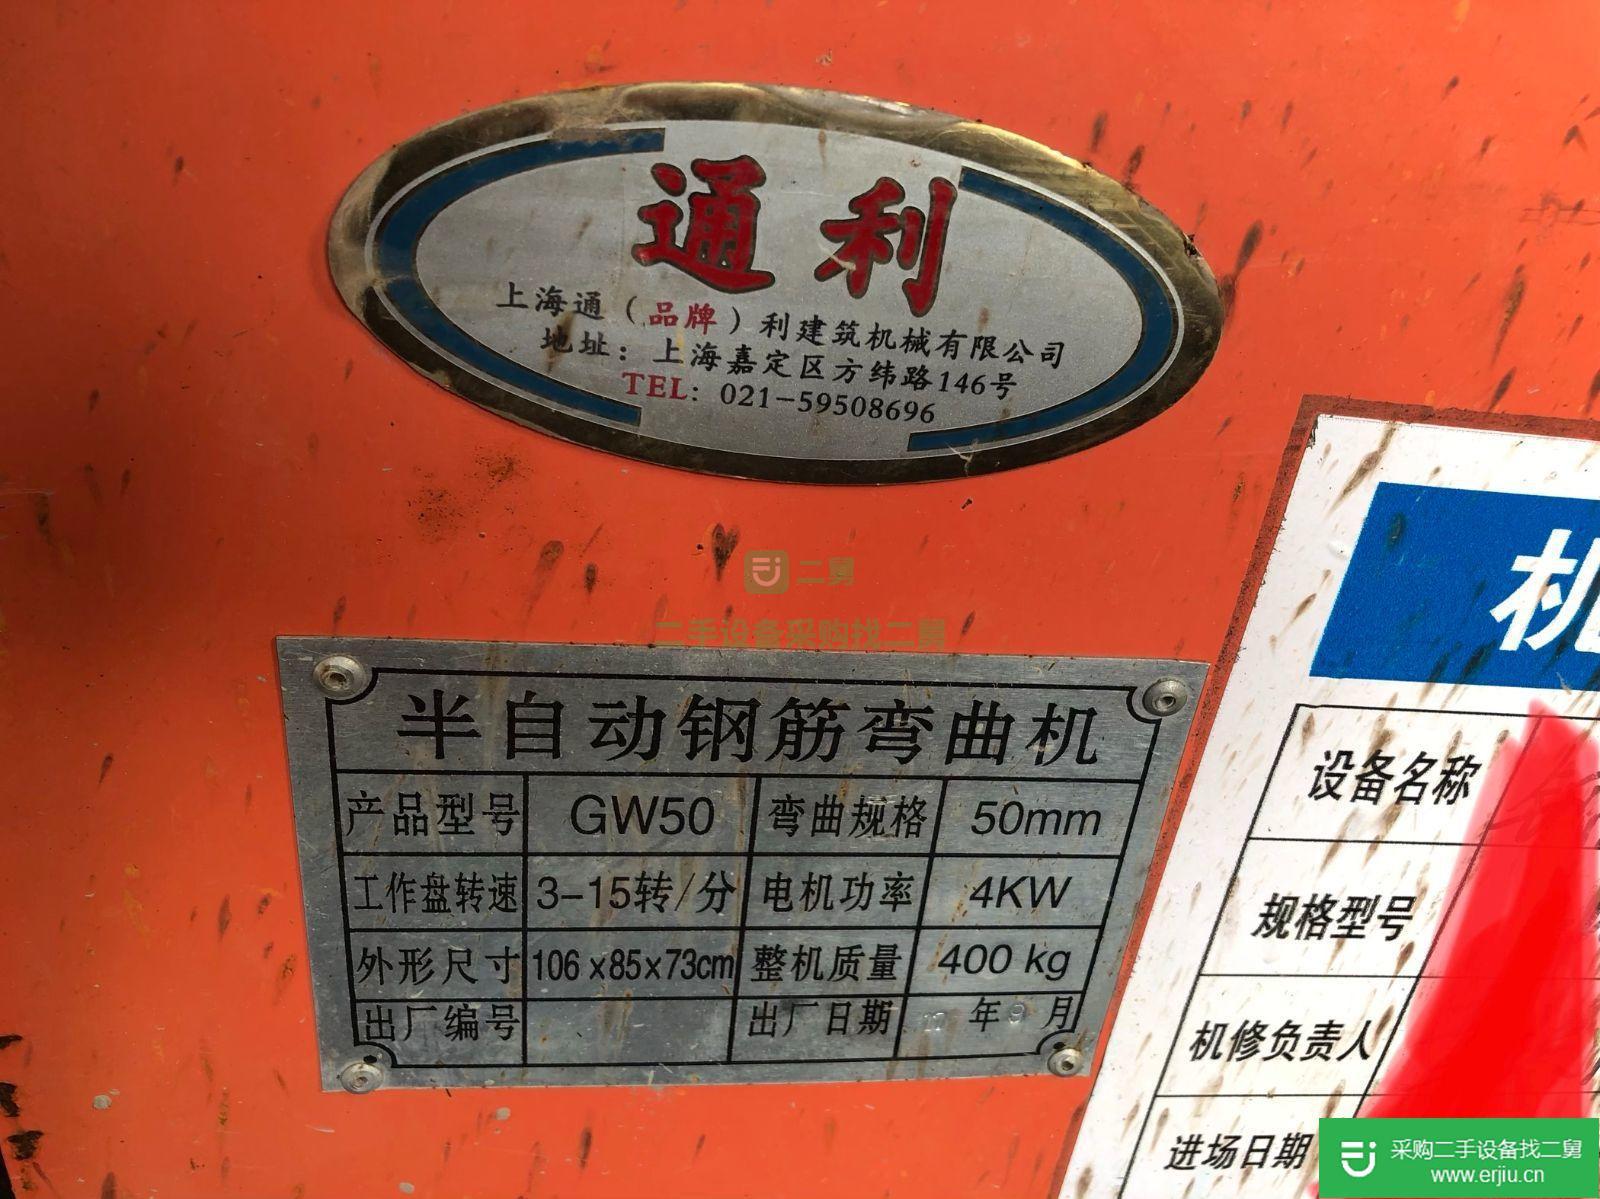 通利
上海通（品牌）利建筑机械有限公司
地址：上海嘉定区方纬路146号
TEL: 021-59508696
二舅
二手设备采购找二舅
半自动钢筋弯曲机
产品型号 GW50 弯曲规格 50mm
工作盘转速 3-15转/分 电机功率 4KW
外形尺寸 106x85x73cm 整机质量 400 kg
出厂编号 出厂日期 年 9 月
机
设备名称
规格型号
机修负责人
进场日期
采购二手设备找二舅
www.erjiu.cn